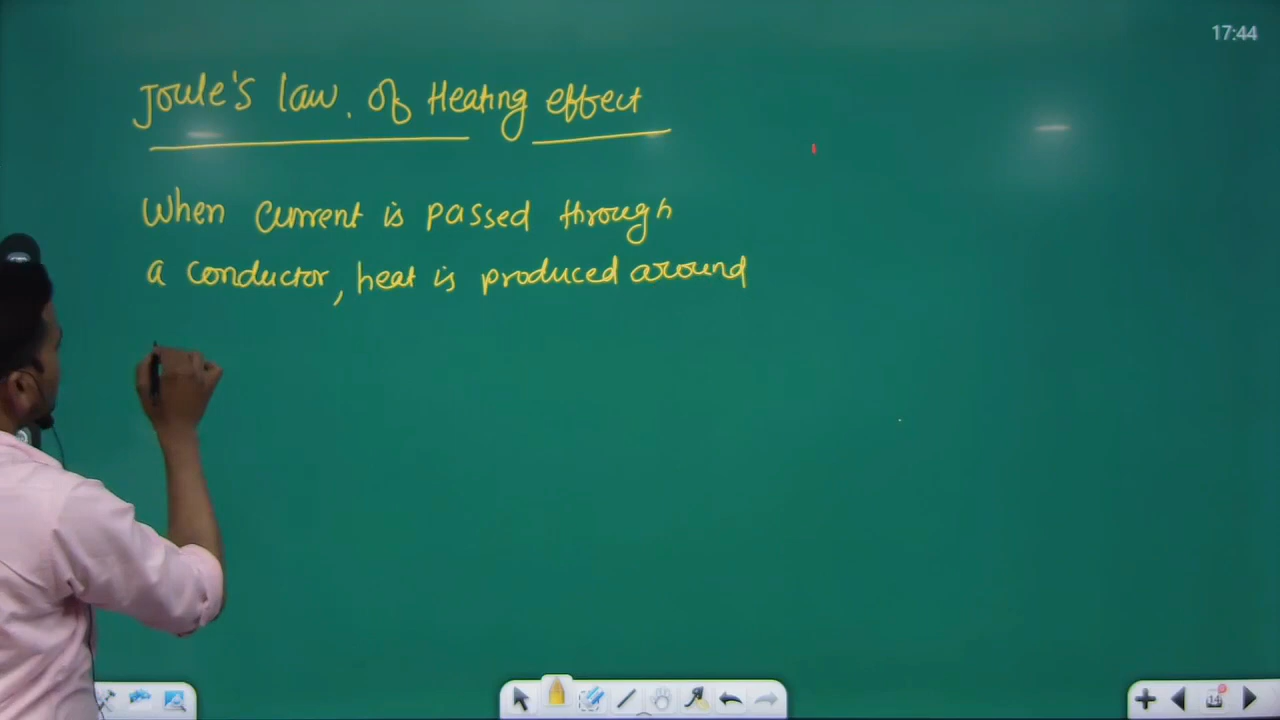 17:44
Joule's law. of Heating effect
When current is passed through
a conductor, heat is produced around